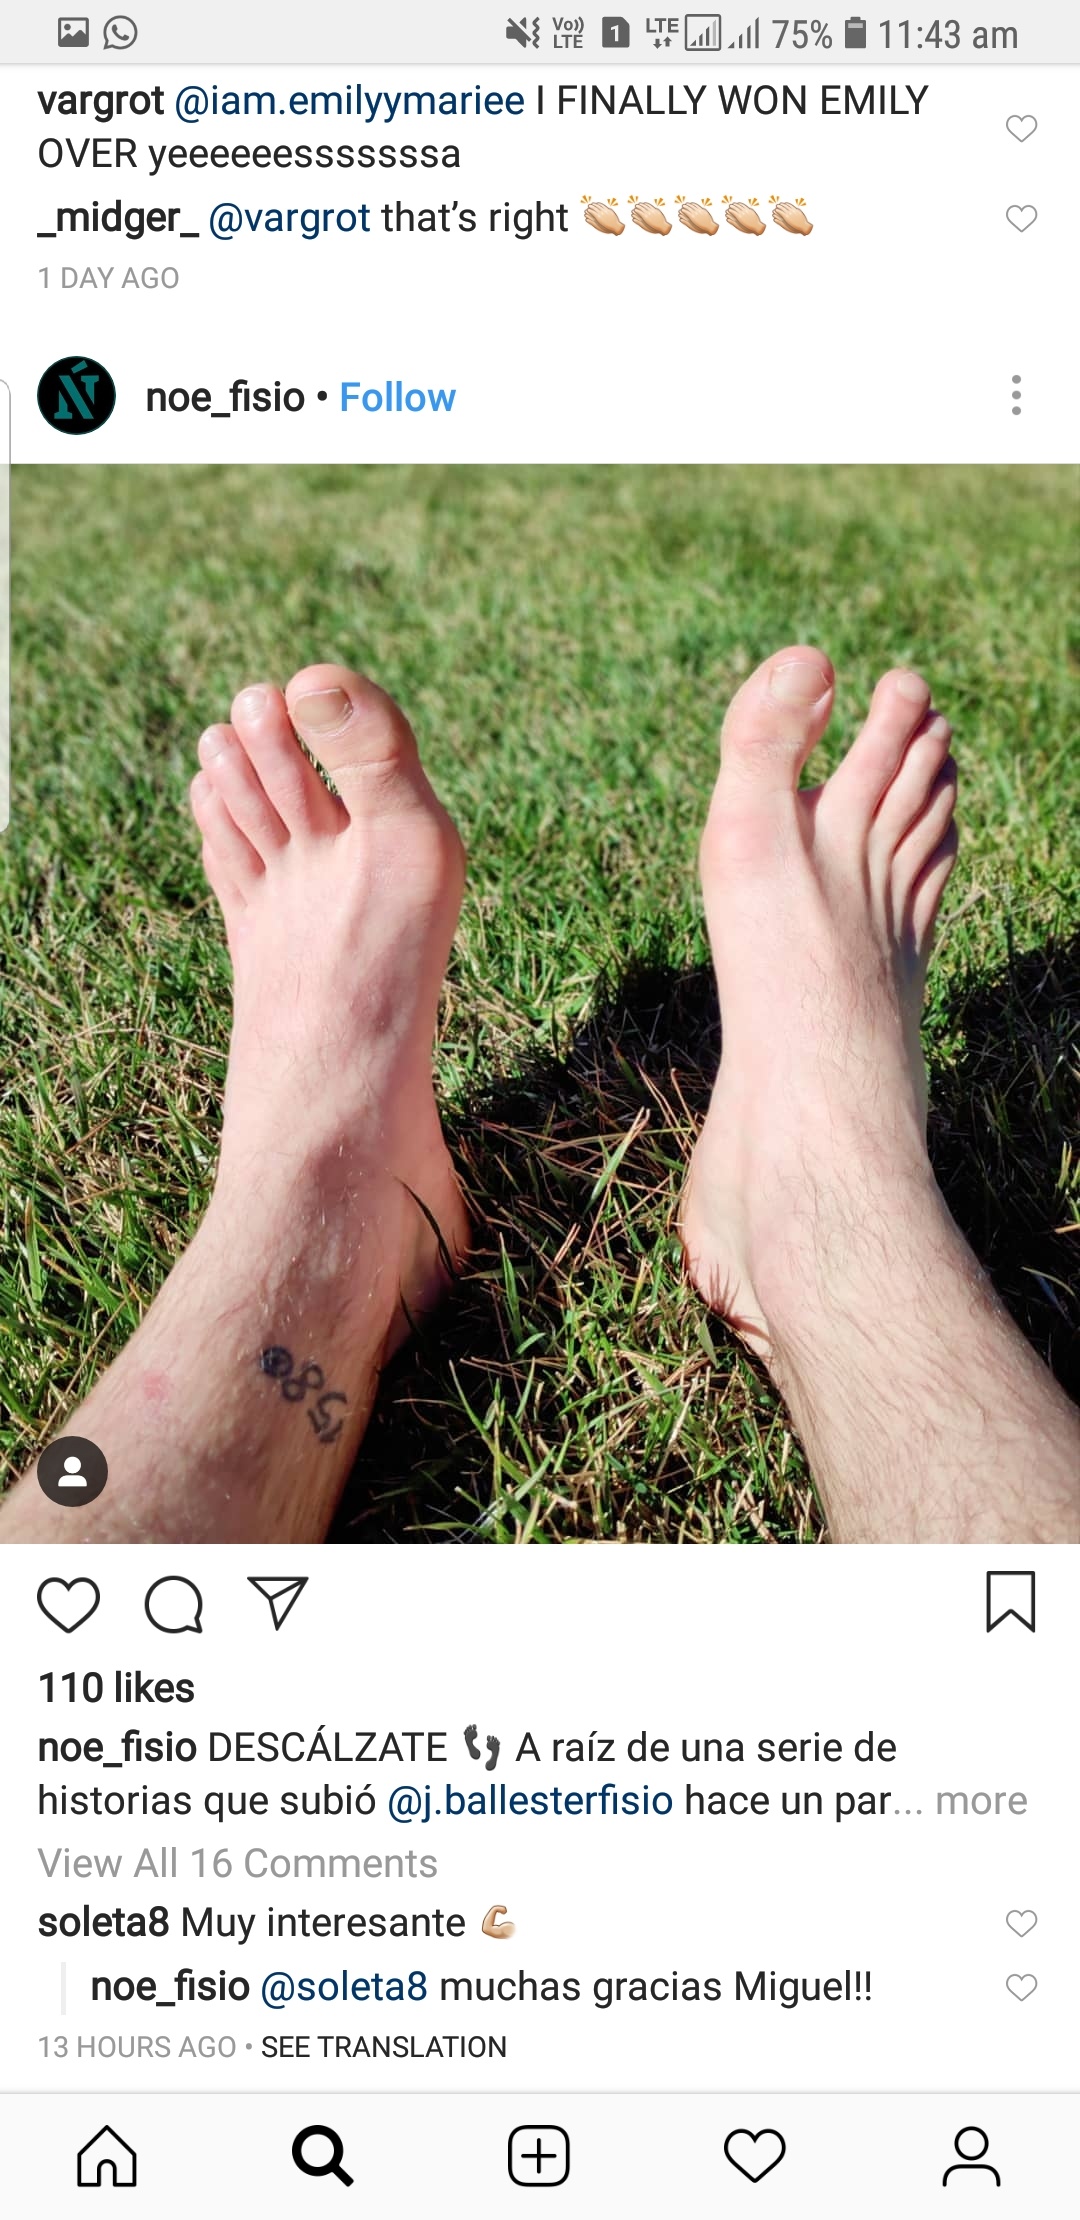 Vo)) LTE 1 LTE 75% 11:43 am
vargrot @iam.emilyymariee I FINALLY WON EMILY
OVER yeeeeeesssssssa
_midger_ @vargrot that’s right 👏🏻👏🏻👏🏻👏🏻👏🏻
1 DAY AGO
Ń
noe_fisio • Follow
110 likes
noe_fisio DESCÁLZATE 👣 A raíz de una serie de
historias que subió @j.ballesterfisio hace un par... more
View All 16 Comments
soleta8 Muy interesante 💪🏻
noe_fisio @soleta8 muchas gracias Miguel!!
13 HOURS AGO • SEE TRANSLATION